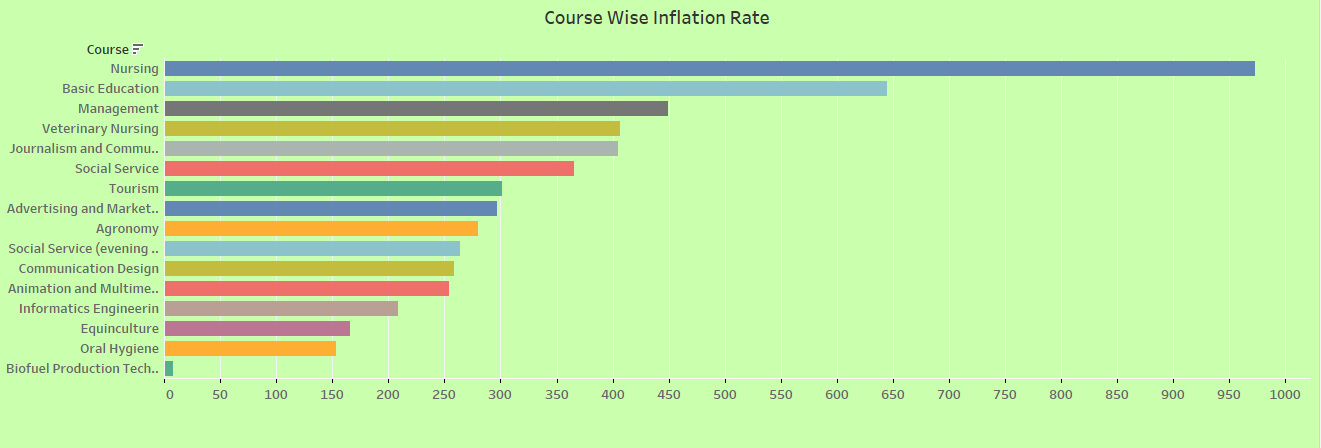 Course Wise Inflation Rate
Course
Nursing
Basic Education
Management
Veterinary Nursing
Journalism and Commu..
Social Service
Tourism
Advertising and Market..
Agronomy
Social Service (evening ..
Communication Design
Animation and Multime..
Informatics Engineerin
Equinculture
Oral Hygiene
Biofuel Production Tech..
0 50 100 150 200 250 300 350 400 450 500 550 600 650 700 750 800 850 900 950 1000